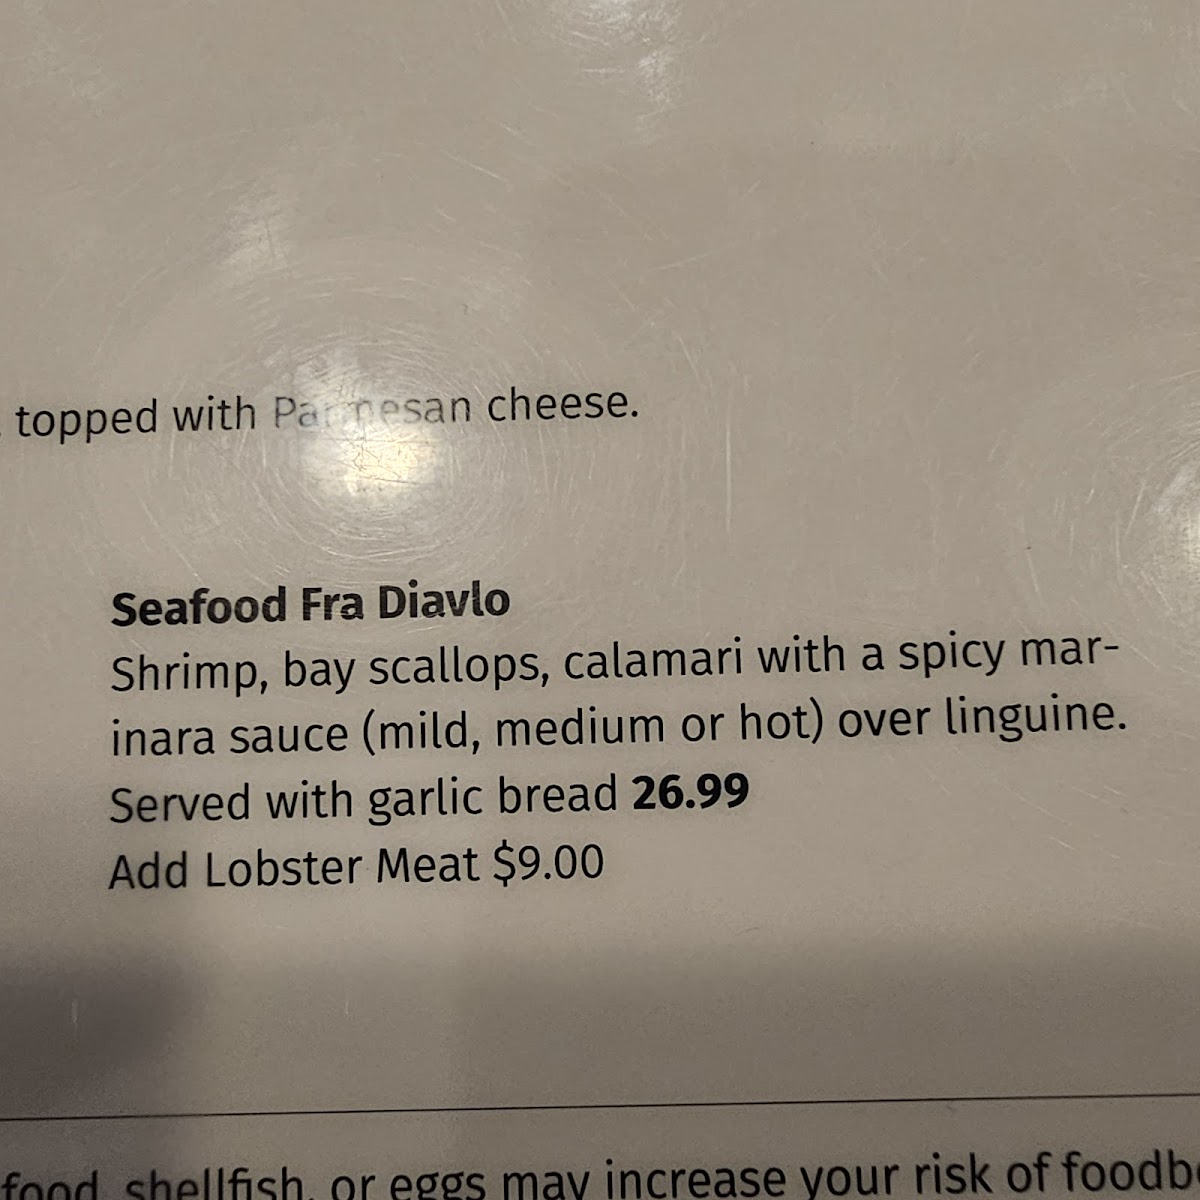 topped with Parmesan cheese.
Seafood Fra Diavlo
Shrimp, bay scallops, calamari with a spicy mar-
inara sauce (mild, medium or hot) over linguine.
Served with garlic bread 26.99
Add Lobster Meat $9.00
food, shellfish, or eggs may increase your risk of